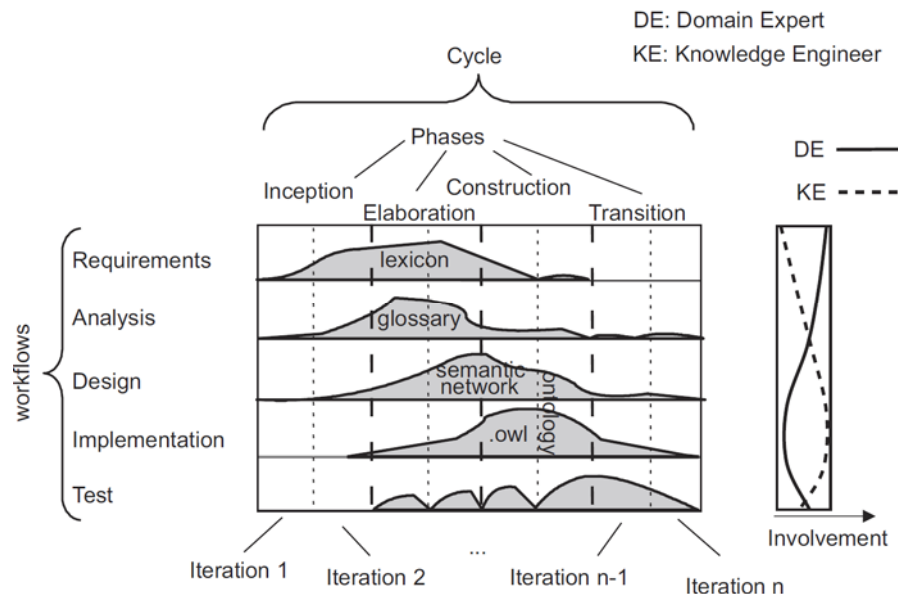 DE: Domain Expert
KE: Knowledge Engineer
Cycle
Phases
Inception
Construction
Elaboration
Transition
DE
KE
workflows
Requirements
lexicon
Analysis
glossary
Design
semantic
network
ontology
Implementation
.owl
Test
Involvement
Iteration 1
Iteration 2
...
Iteration n-1
Iteration n